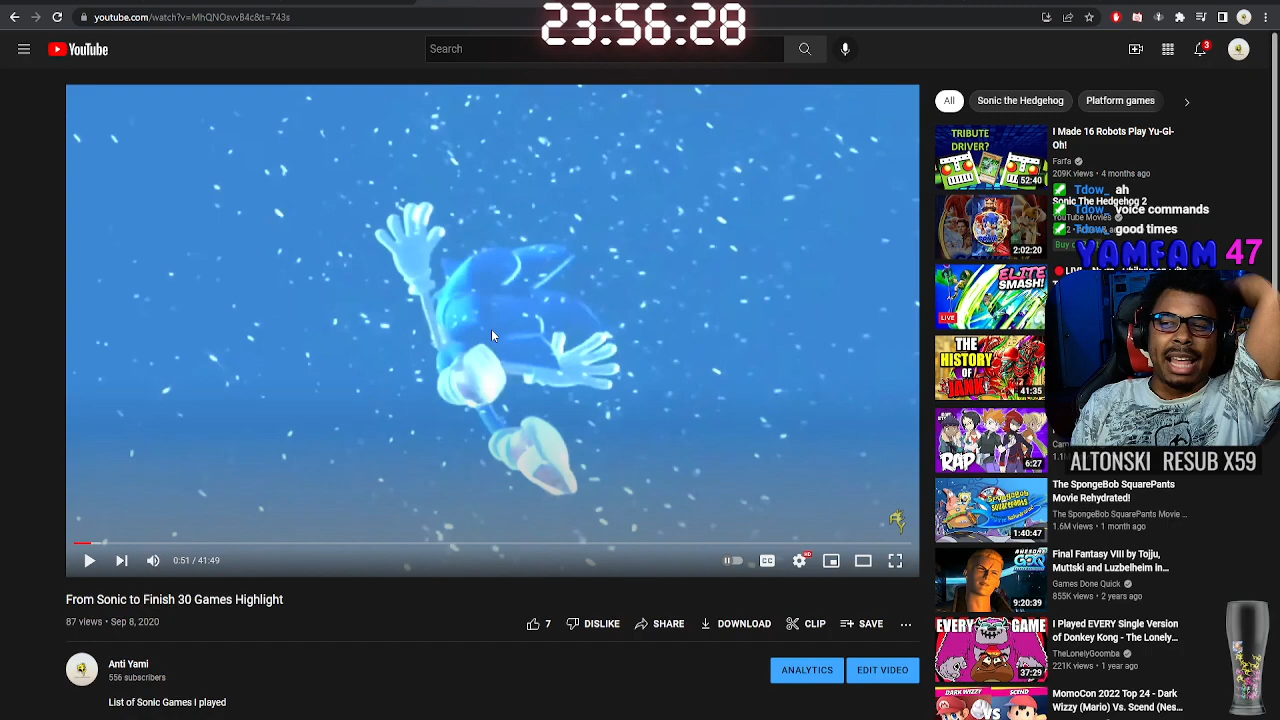 youtube.com/watch?v=MhQNOsvvB4c&t=743s
23:56:28
YouTube
Search
3
All
Sonic the Hedgehog
Platform games
TRIBUTE
DRIVER?
52:40
I Made 16 Robots Play Yu-Gi-
Oh!
Farfa
209K views • 4 months ago
Tdow_ ah
Sonic The Hedgehog 2
Tdow_ voice commands
YouTube Movies
Tdow_ good times
2:02:20
YAMFAM 47
ELITE
SMASH!
LIVE
THE
HISTORY
OF
JANK
41:35
RAP
6:27
ALTONSKI RESUB X59
The SpongeBob SquarePants
Movie Rehydrated!
The SpongeBob SquarePants Movie ...
1.6M views • 1 month ago
1:40:47
Final Fantasy VIII by Tojju,
Muttski and Luzbelheim in...
Games Done Quick
855K views • 2 years ago
9:20:39
EVERY GAME
37:29
I Played EVERY Single Version
of Donkey Kong - The Lonely...
TheLonelyGoomba
221K views • 1 year ago
DARK WIZZY
SCEND
VS
MomoCon 2022 Top 24 - Dark
Wizzy (Mario) Vs. Scend (Nes...
0:51 / 41:49
CC
HD
From Sonic to Finish 30 Games Highlight
87 views • Sep 8, 2020
7
DISLIKE
SHARE
DOWNLOAD
CLIP
SAVE
Anti Yami
556 subscribers
ANALYTICS
EDIT VIDEO
List of Sonic Games I played